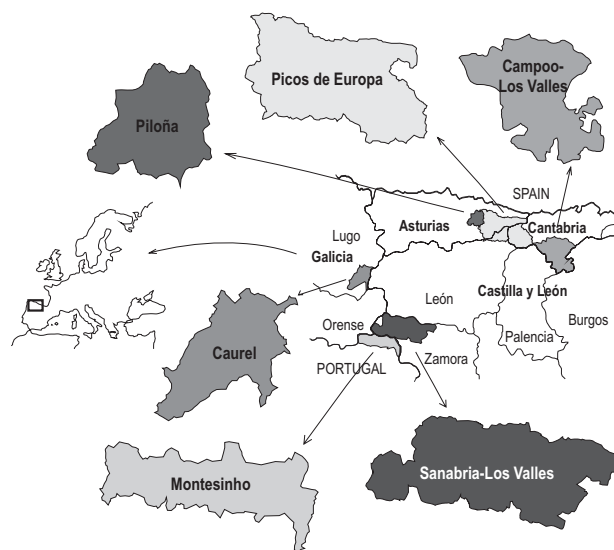 Picos de Europa
Campoo-
Los Valles
Piloña
SPAIN
Lugo
Asturias
Cantabria
Galicia
León
Castilla y León
Orense
Burgos
Palencia
Zamora
Caurel
PORTUGAL
Montesinho
Sanabria-Los Valles